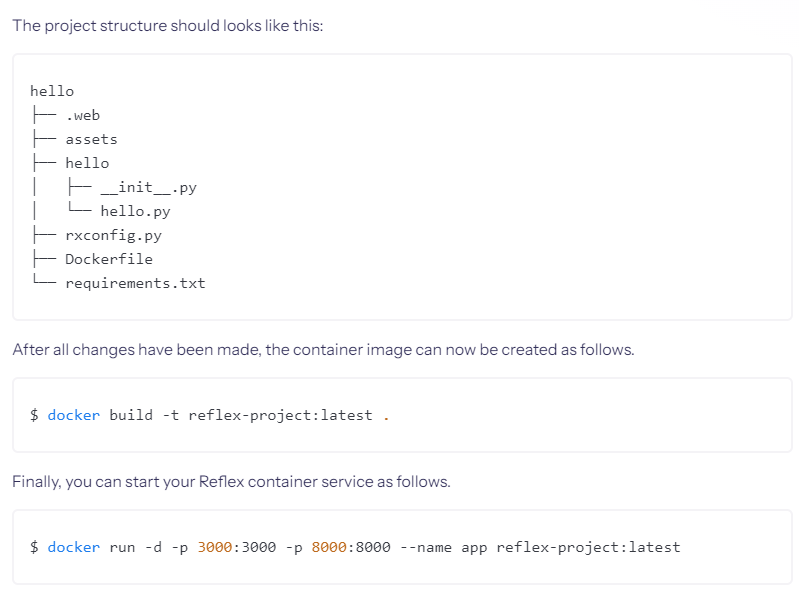 The project structure should looks like this:
hello
├── .web
├── assets
├── hello
│   ├── __init__.py
│   └── hello.py
├── rxconfig.py
├── Dockerfile
└── requirements.txt
After all changes have been made, the container image can now be created as follows.
$ docker build -t reflex-project:latest .
Finally, you can start your Reflex container service as follows.
$ docker run -d -p 3000:3000 -p 8000:8000 --name app reflex-project:latest